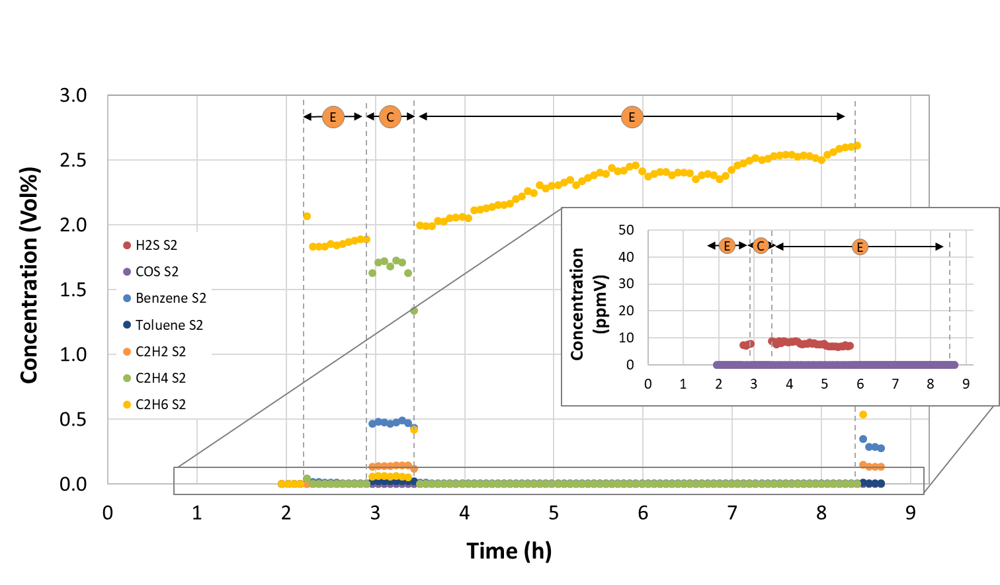 3.0
2.5
2.0
1.5
1.0
0.5
0.0
Concentration (Vol%)
E
C
E
H2S S2
COS S2
Benzene S2
Toluene S2
C2H2 S2
C2H4 S2
C2H6 S2
50
40
30
20
10
0
Concentration
(ppmV)
E
C
E
0 1 2 3 4 5 6 7 8 9
0 1 2 3 4 5 6 7 8 9
Time (h)